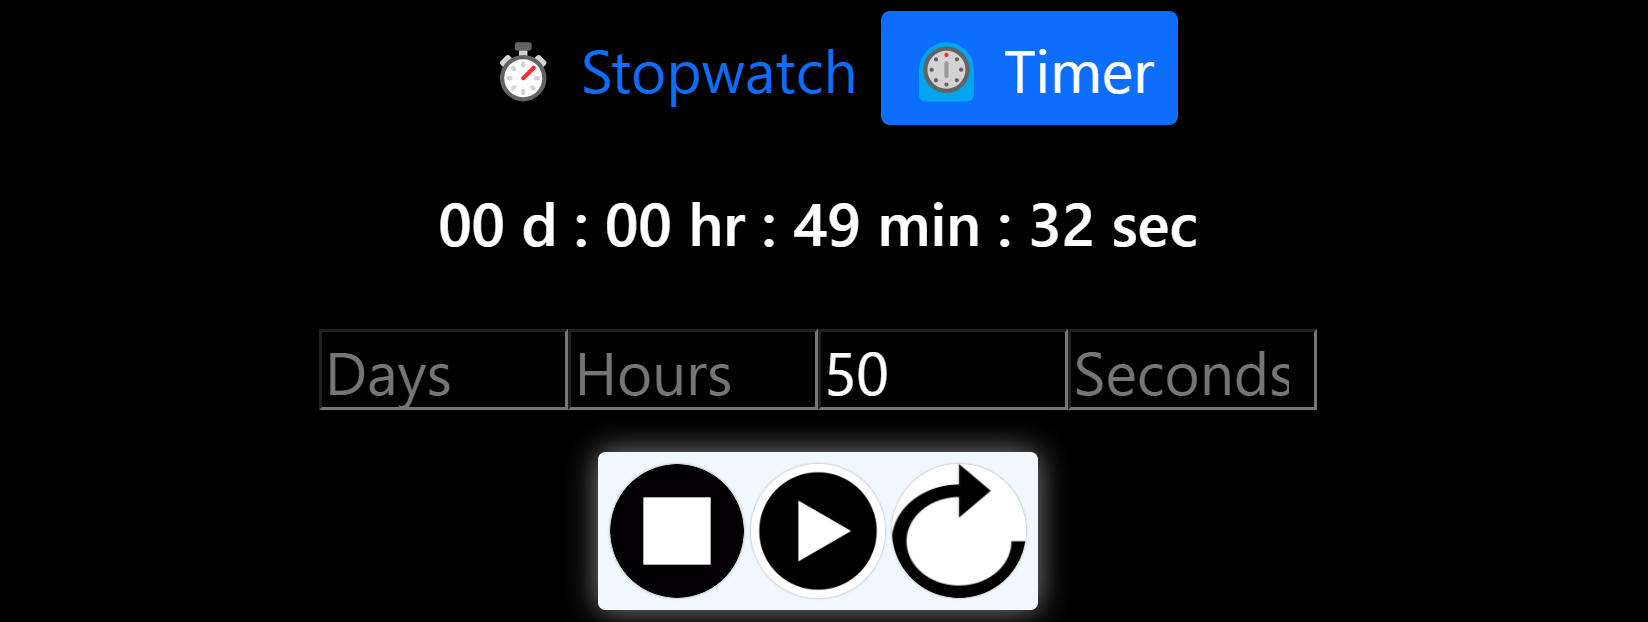 Stopwatch Timer
00 d : 00 hr : 49 min : 32 sec
Days Hours 50 Seconds